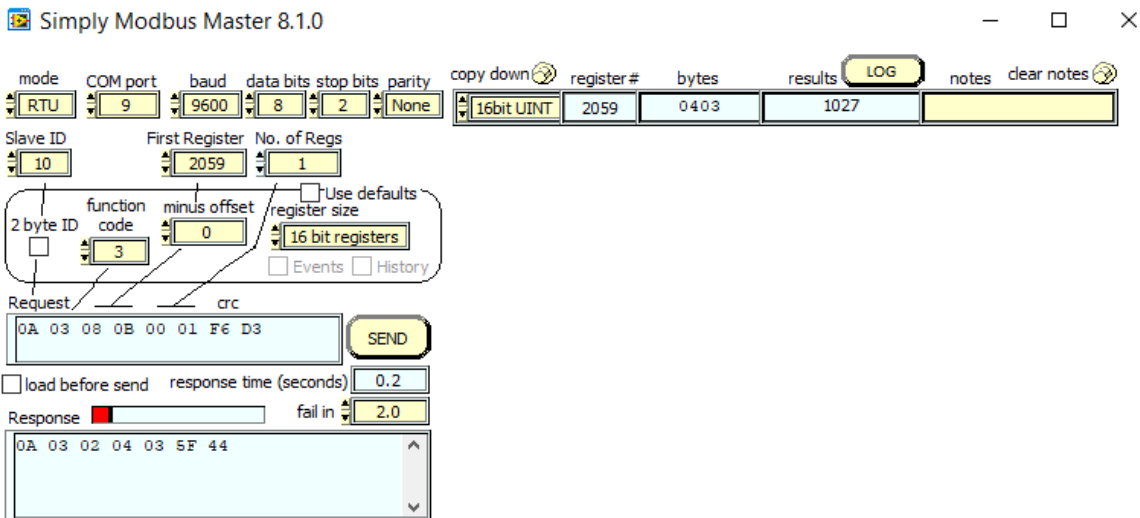 Simply Modbus Master 8.1.0
mode COM port baud data bits stop bits parity copy down register # bytes results LOG notes clear notes
RTU 9 9600 8 2 None 16bit UINT 2059 0403 1027
Slave ID First Register No. of Regs
10 2059 1
Use defaults
2 byte ID function code minus offset register size
3 0 16 bit registers
Events History
Request crc
0A 03 08 0B 00 01 F6 D3 SEND
load before send response time (seconds) 0.2
Response fail in 2.0
0A 03 02 04 03 5F 44